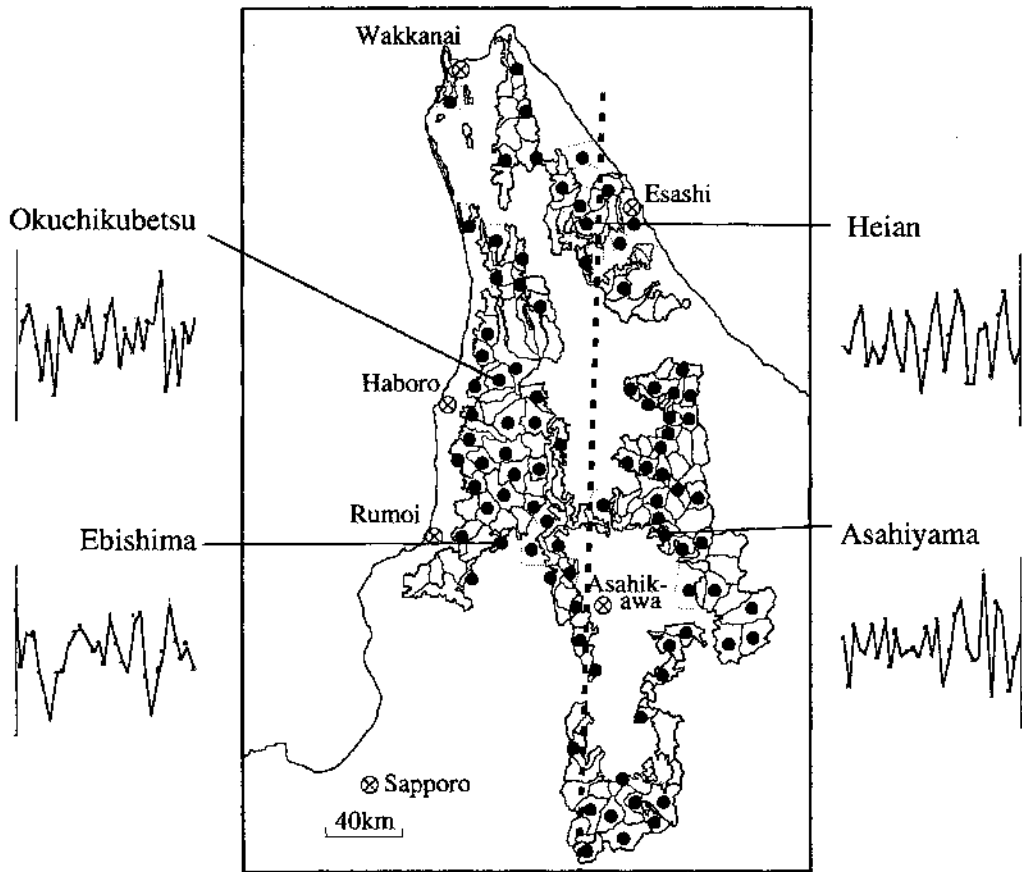 Wakkanai
Esashi
Okuchikubetsu
Heian
Haboro
Rumoi
Ebishima
Asahiyama
Asahik-
awa
Sapporo
40km